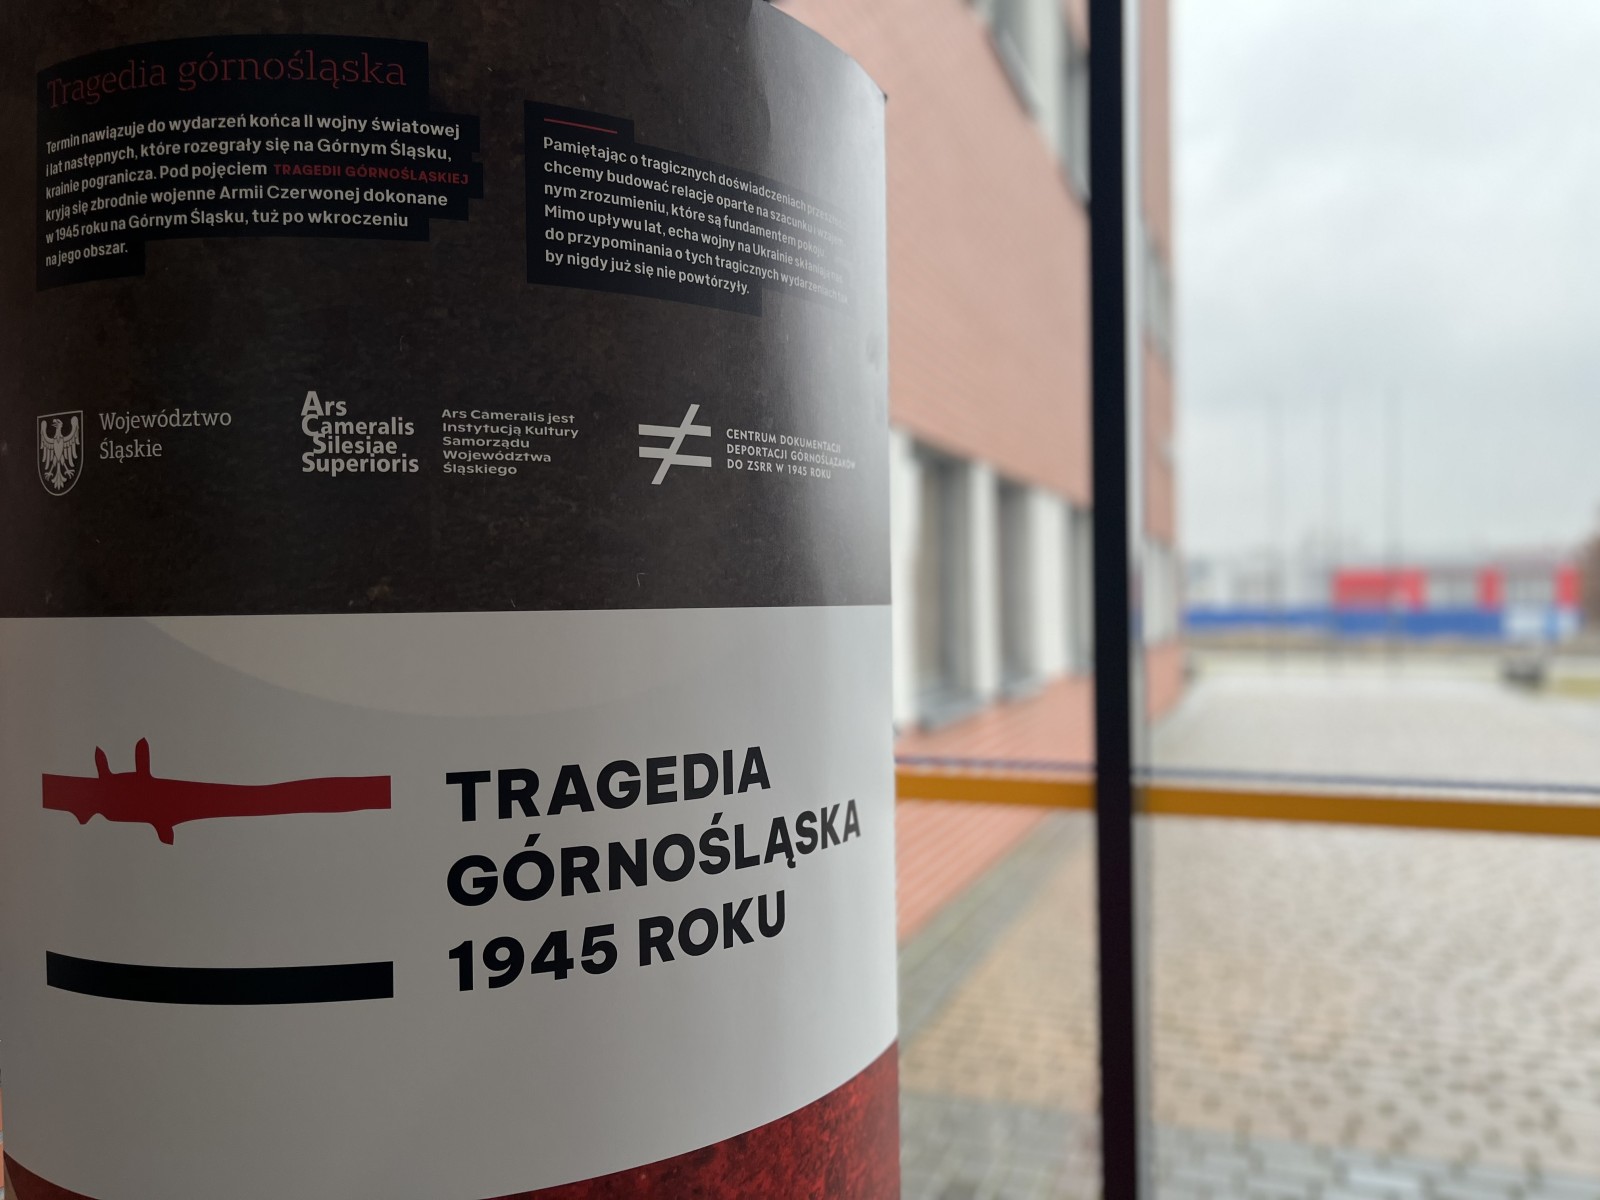 Tragedia górnośląska
Termin nawiązuje do wydarzeń końca II wojny światowej
i lat następnych, które rozegrały się na Górnym Śląsku,
krainie pogranicza. Pod pojęciem TRAGEDII GÓRNOŚLĄSKIEJ
kryją się zbrodnie wojenne Armii Czerwonej dokonane
w 1945 roku na Górnym Śląsku, tuż po wkroczeniu
na jego obszar.
Pamiętając o tragicznych doświadczeniach
chcemy budować relacje oparte na szacunku i
nym zrozumieniu, które są fundamentem pokoju.
Mimo upływu lat, echa wojny na Ukrainie skłaniają nas
do przypominania o tych tragicznych wydarzeniach
by nigdy już się nie powtórzyły.
Województwo
Śląskie
Ars
Cameralis
Silesiae
Superioris
Ars Cameralis jest
Instytucją Kultury
Samorządu
Województwa
Śląskiego
CENTRUM DOKUMENTACJI
DEPORTACJI GÓRNOŚLĄZAKÓW
DO ZSRR W 1945 ROKU
TRAGEDIA
GÓRNOŚLĄSKA
1945 ROKU